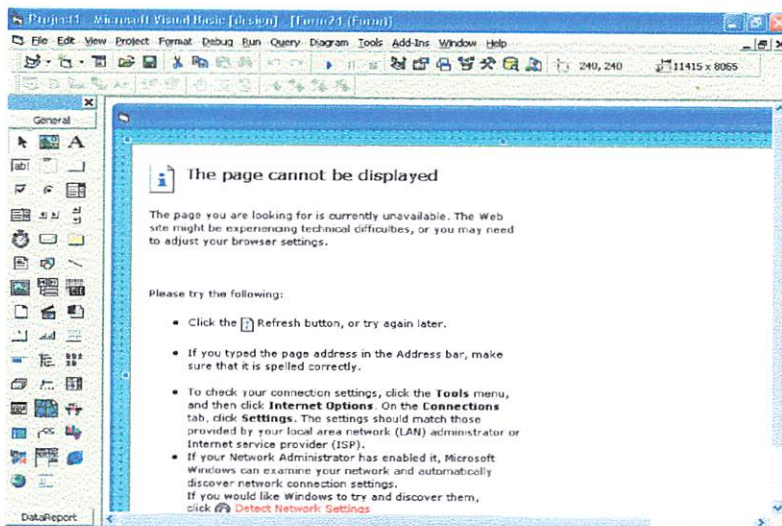 Project1 - Microsoft Visual Basic [design] - [Form21 (Form)]
File Edit View Project Format Debug Run Query Diagram Tools Add-Ins Window Help
240, 240 11415 x 8055
General
A
ab|
The page cannot be displayed
The page you are looking for is currently unavailable. The Web
site might be experiencing technical difficulties, or you may need
to adjust your browser settings.
Please try the following:
Click the Refresh button, or try again later.
If you typed the page address in the Address bar, make
sure that it is spelled correctly.
To check your connection settings, click the Tools menu,
and then click Internet Options. On the Connections
tab, click Settings. The settings should match those
provided by your local area network (LAN) administrator or
Internet service provider (ISP).
If your Network Administrator has enabled it, Microsoft
Windows can examine your network and automatically
discover network connection settings.
If you would like Windows to try and discover them,
click Detect Network Settings
DataReport